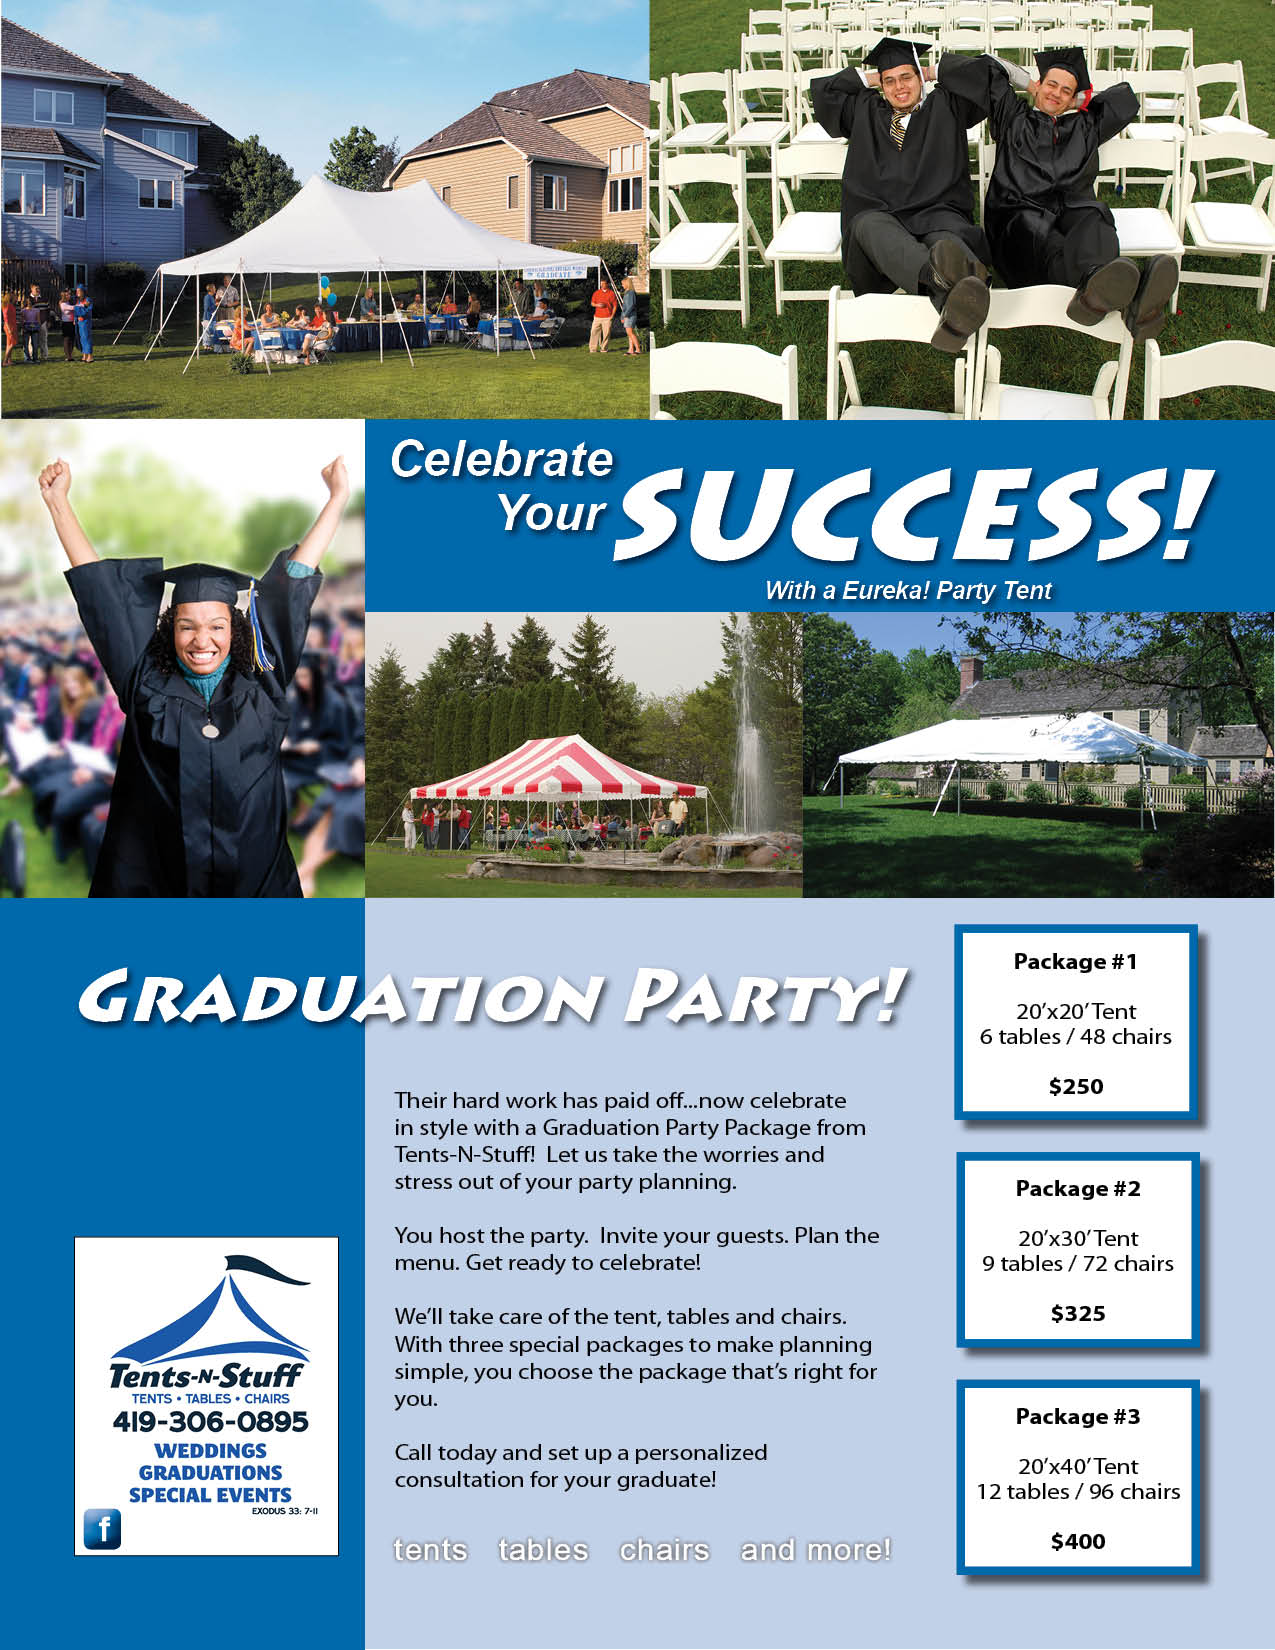 GRADUATE
Celebrate
Your
SUCCESS!
With a Eureka! Party Tent
GRADUATION PARTY!
Their hard work has paid off...now celebrate
in style with a Graduation Party Package from
Tents-N-Stuff!  Let us take the worries and
stress out of your party planning.
You host the party.  Invite your guests. Plan the
menu. Get ready to celebrate!
We’ll take care of the tent, tables and chairs.
With three special packages to make planning
simple, you choose the package that’s right for
you.
Call today and set up a personalized
consultation for your graduate!
tents tables chairs and more!
Package #1
20’x20’ Tent
6 tables / 48 chairs
$250
Package #2
20’x30’ Tent
9 tables / 72 chairs
$325
Package #3
20’x40’ Tent
12 tables / 96 chairs
$400
Tents-N-Stuff
TENTS • TABLES • CHAIRS
419-306-0895
WEDDINGS
GRADUATIONS
SPECIAL EVENTS
EXODUS 33: 7-11
f